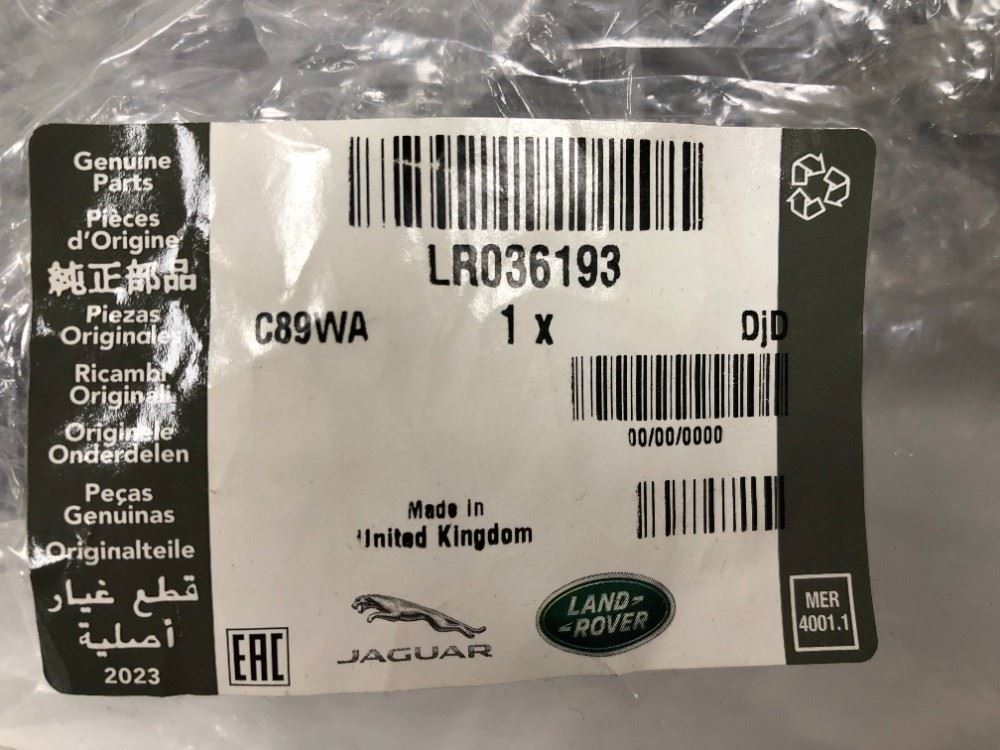 Genuine
Parts
Pièces
d'Origine
純正部品
Piezas
Originales
Ricambi
Originali
Originele
Onderdelen
Peças
Genuinas
Originalteile
قطع غيار
أصلية
2023
LR036193
C89WA 1 x DjD
00/00/0000
Made in
United Kingdom
EAC
JAGUAR
LAND-
-ROVER
MER
4001.1